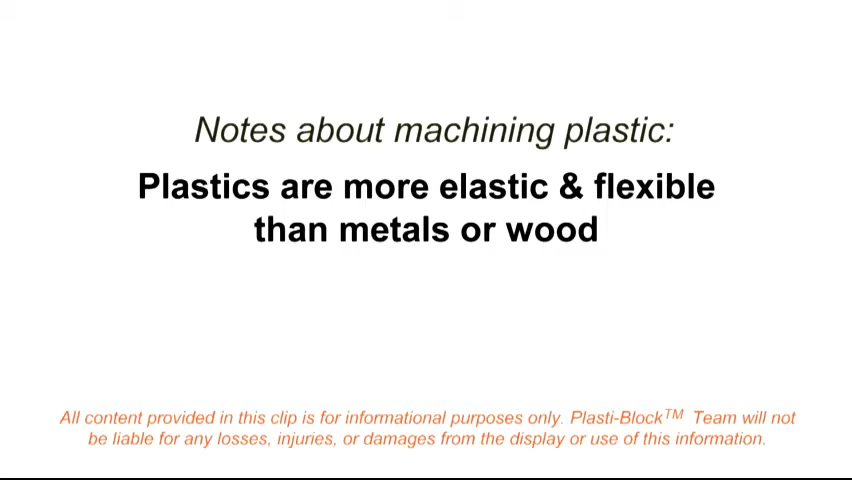 Notes about machining plastic:
Plastics are more elastic & flexible
than metals or wood
All content provided in this clip is for informational purposes only. Plasti-Block™ Team will not
be liable for any losses, injuries, or damages from the display or use of this information.